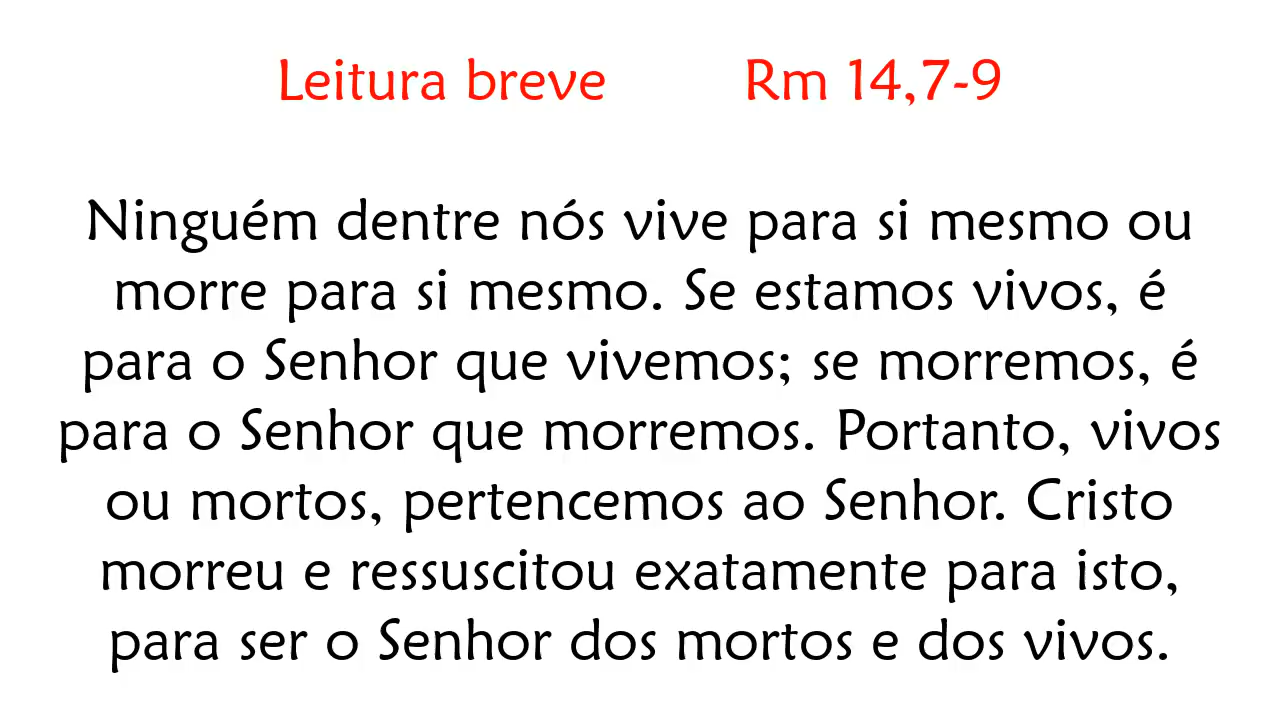 Leitura breve Rm 14,7-9
Ninguém dentre nós vive para si mesmo ou
morre para si mesmo. Se estamos vivos, é
para o Senhor que vivemos; se morremos, é
para o Senhor que morremos. Portanto, vivos
ou mortos, pertencemos ao Senhor. Cristo
morreu e ressuscitou exatamente para isto,
para ser o Senhor dos mortos e dos vivos.